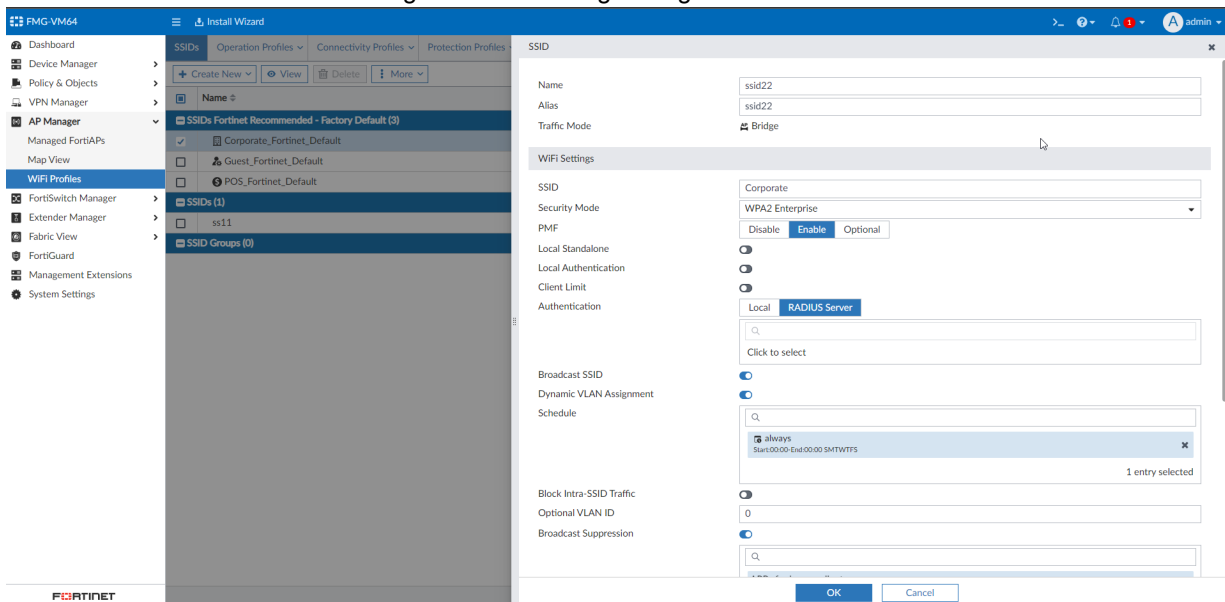 FMG-VM64
Install Wizard
1
A admin
Dashboard
Device Manager
Policy & Objects
VPN Manager
AP Manager
Managed FortiAPs
Map View
WiFi Profiles
FortiSwitch Manager
Extender Manager
Fabric View
FortiGuard
Management Extensions
System Settings
FORTINET
SSIDs Operation Profiles Connectivity Profiles Protection Profiles
+ Create New View Delete More
Name
SSIDs Fortinet Recommended - Factory Default (3)
Corporate_Fortinet_Default
Guest_Fortinet_Default
POS_Fortinet_Default
SSIDs (1)
ss11
SSID Groups (0)
SSID
Name ssid22
Alias ssid22
Traffic Mode Bridge
WiFi Settings
SSID Corporate
Security Mode WPA2 Enterprise
PMF Disable Enable Optional
Local Standalone
Local Authentication
Client Limit
Authentication Local RADIUS Server
Click to select
Broadcast SSID
Dynamic VLAN Assignment
Schedule
always
Start:00:00-End:00:00 SMTWTFS
1 entry selected
Block Intra-SSID Traffic
Optional VLAN ID 0
Broadcast Suppression
OK Cancel